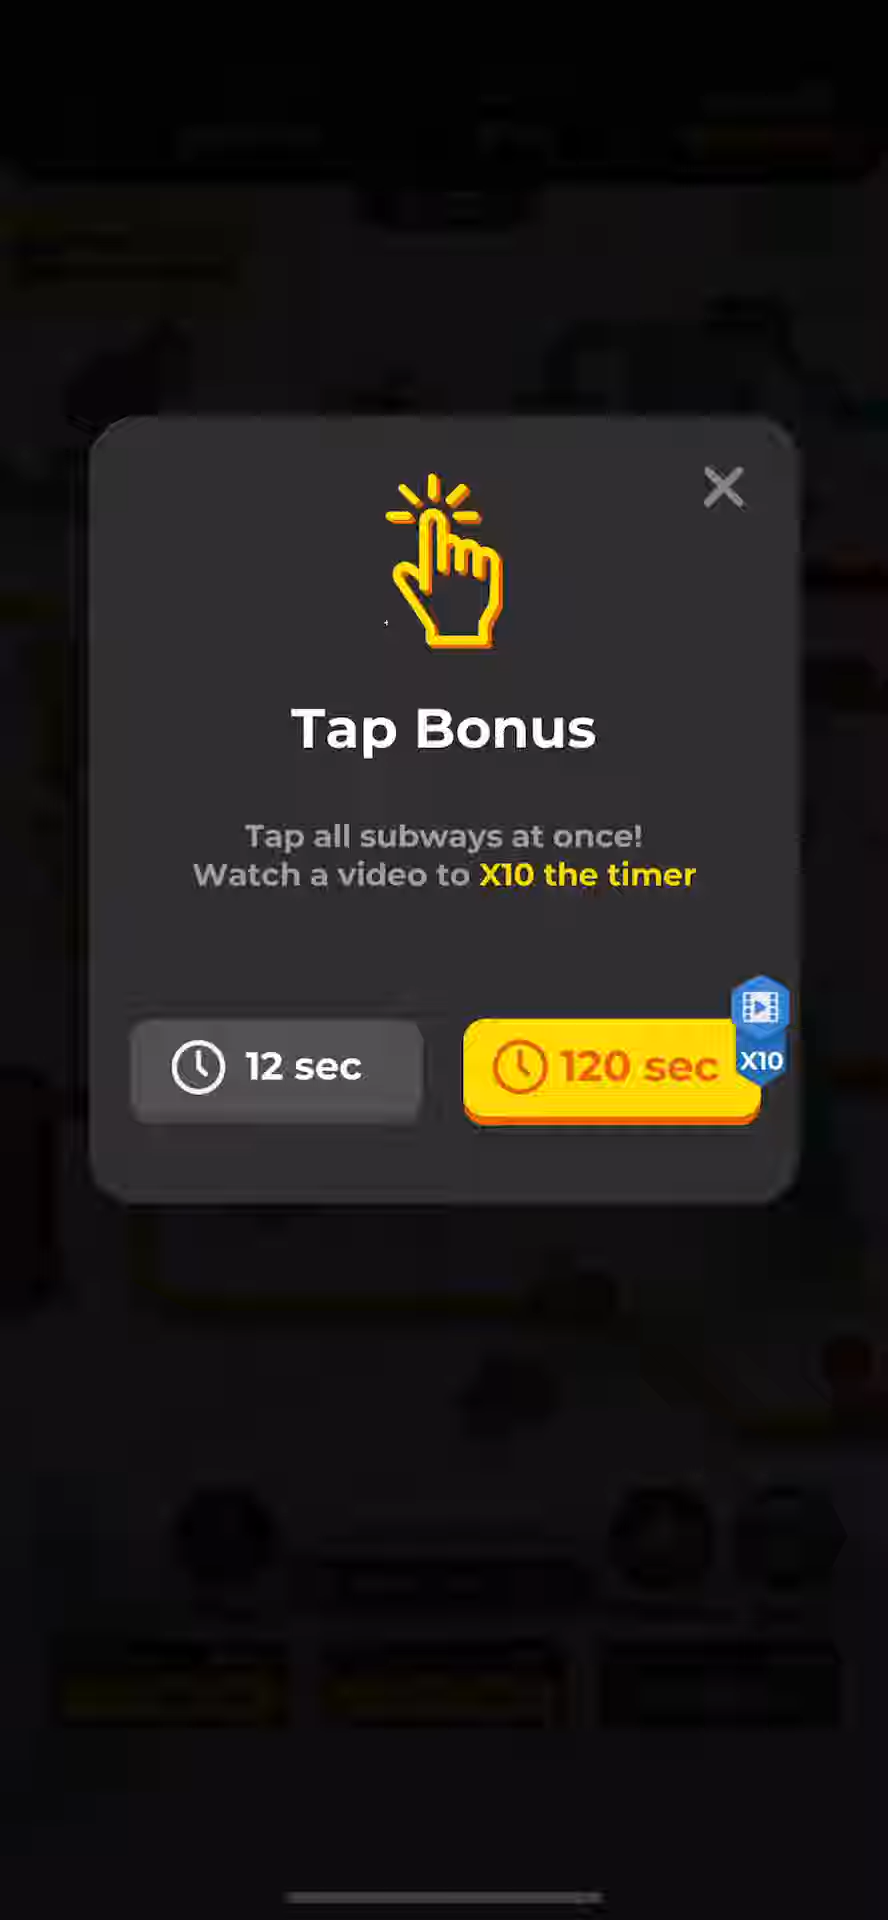 Tap Bonus
Tap all subways at once!
Watch a video to X10 the timer
12 sec
120 sec
X10